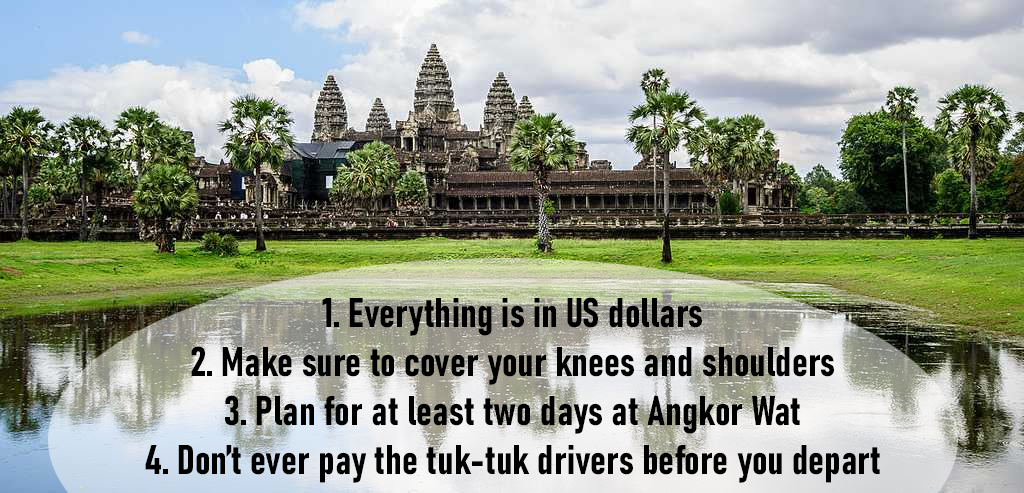 1. Everything is in US dollars
2. Make sure to cover your knees and shoulders
3. Plan for at least two days at Angkor Wat
4. Don't ever pay the tuk-tuk drivers before you depart